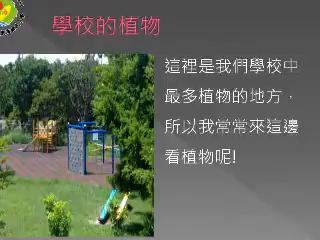 學校的植物
這裡是我們學校中
最多植物的地方，
所以我常常來這邊
看植物呢!